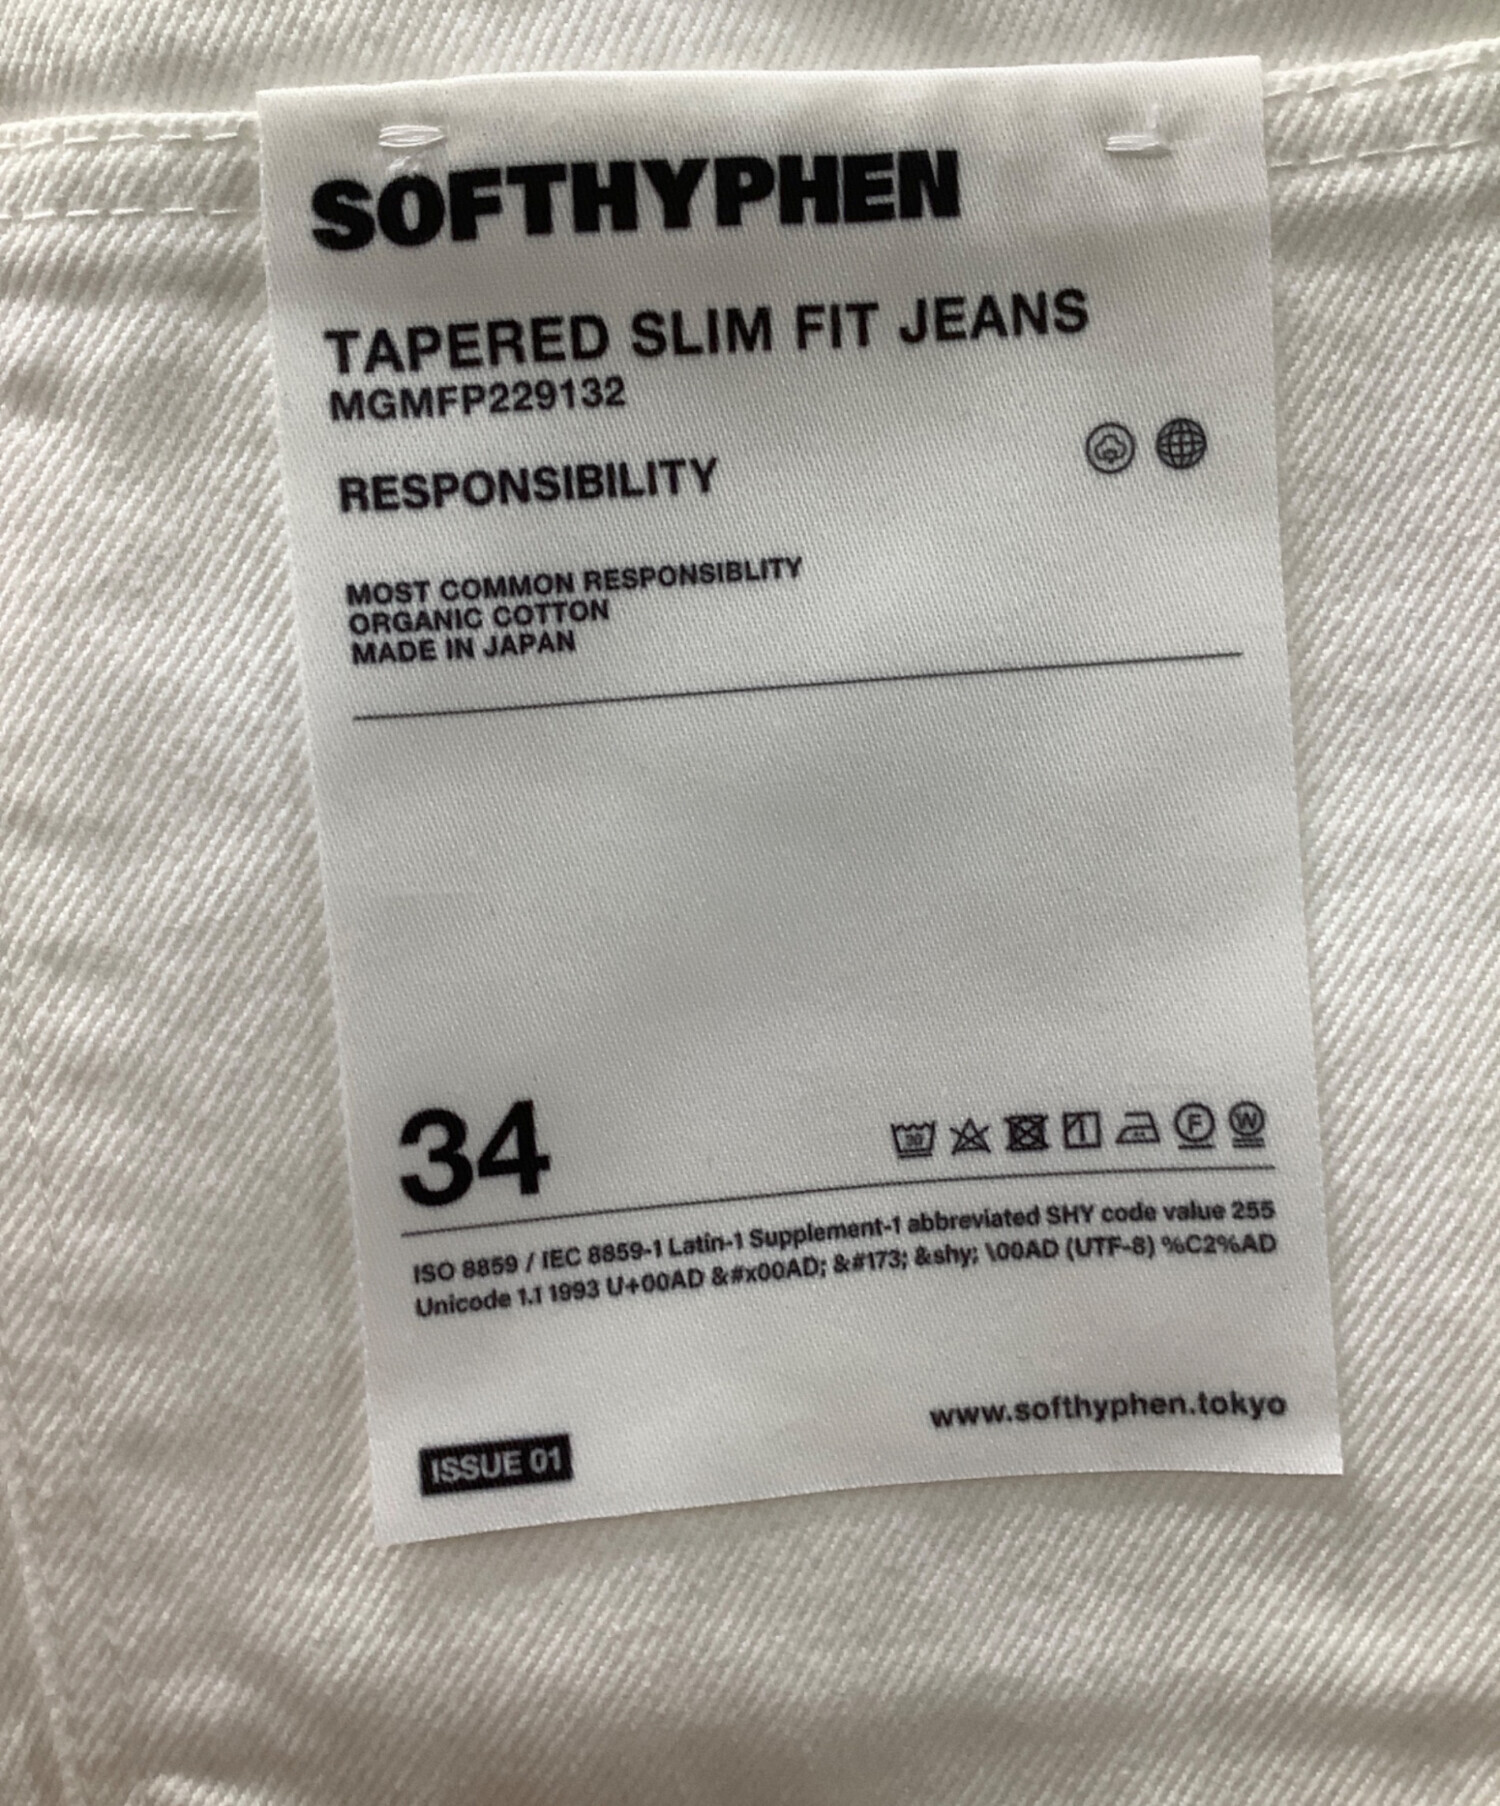 SOFTHYPHEN
TAPERED SLIM FIT JEANS
MGMFP229132
RESPONSIBILITY
MOST COMMON RESPONSIBLITY
ORGANIC COTTON
MADE IN JAPAN
34
30
F
W
ISO 8859 / IEC 8859-1 Latin-1 Supplement-1 abbreviated SHY code value 255
Unicode 1.1 1993 U+00AD &#x00AD; &#173; &shy; \00AD (UTF-8) %C2%AD
www.softhyphen.tokyo
ISSUE 01